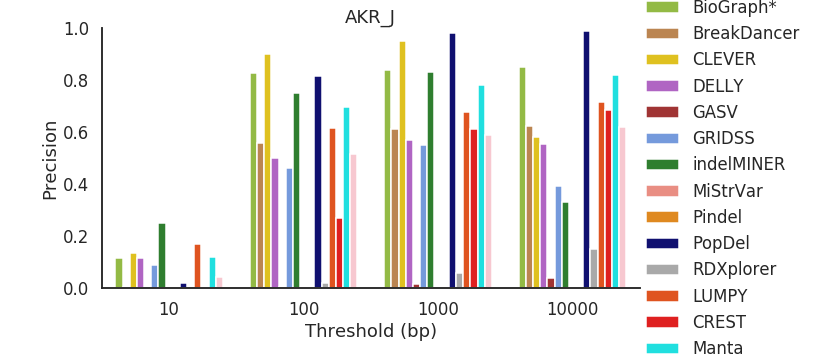 AKR_J
1.0
0.8
0.6
0.4
0.2
0.0
Precision
10
100
1000
10000
Threshold (bp)
BioGraph*
BreakDancer
CLEVER
DELLY
GASV
GRIDSS
indelMINER
MiStrVar
Pindel
PopDel
RDXplorer
LUMPY
CREST
Manta